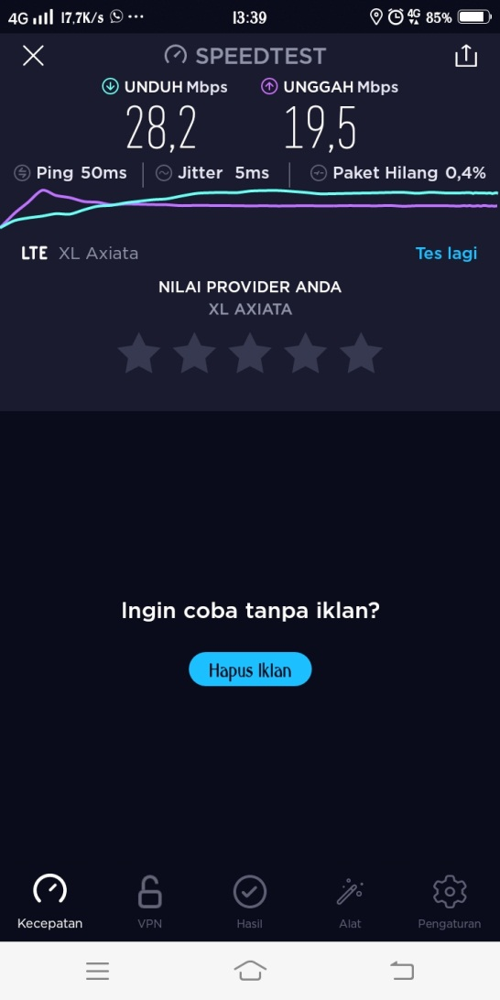 4G 17,7K/s ... 13:39 4G 85%
SPEEDTEST
UNDUH Mbps UNGGAH Mbps
28,2 19,5
Ping 50ms Jitter 5ms Paket Hilang 0,4%
LTE XL Axiata Tes lagi
NILAI PROVIDER ANDA
XL AXIATA
Ingin coba tanpa iklan?
Hapus Iklan
Kecepatan VPN Hasil Alat Pengaturan